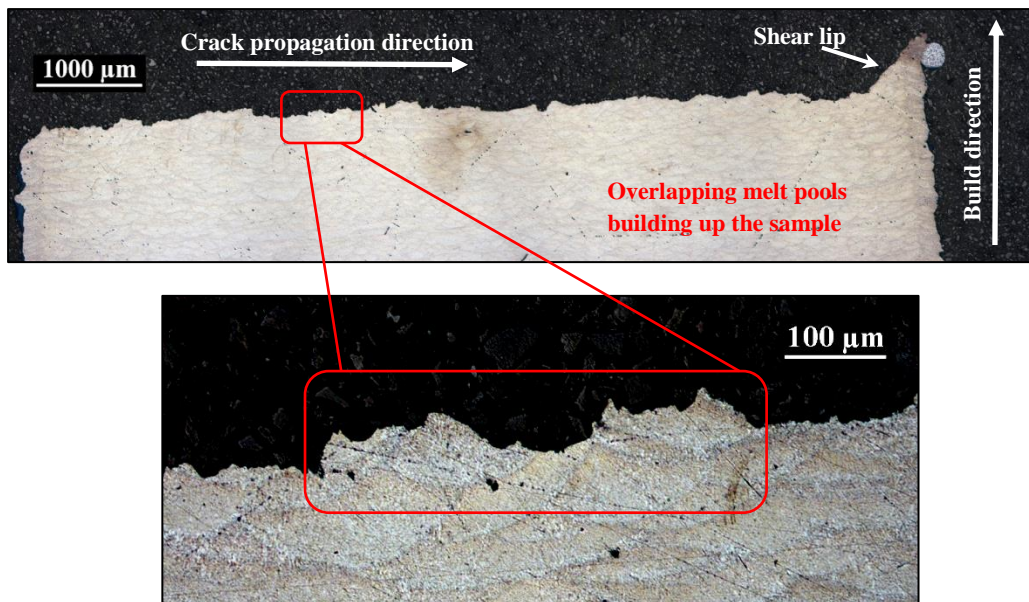 Crack propagation direction
Shear lip
1000 µm
Build direction
Overlapping melt pools
building up the sample
100 µm